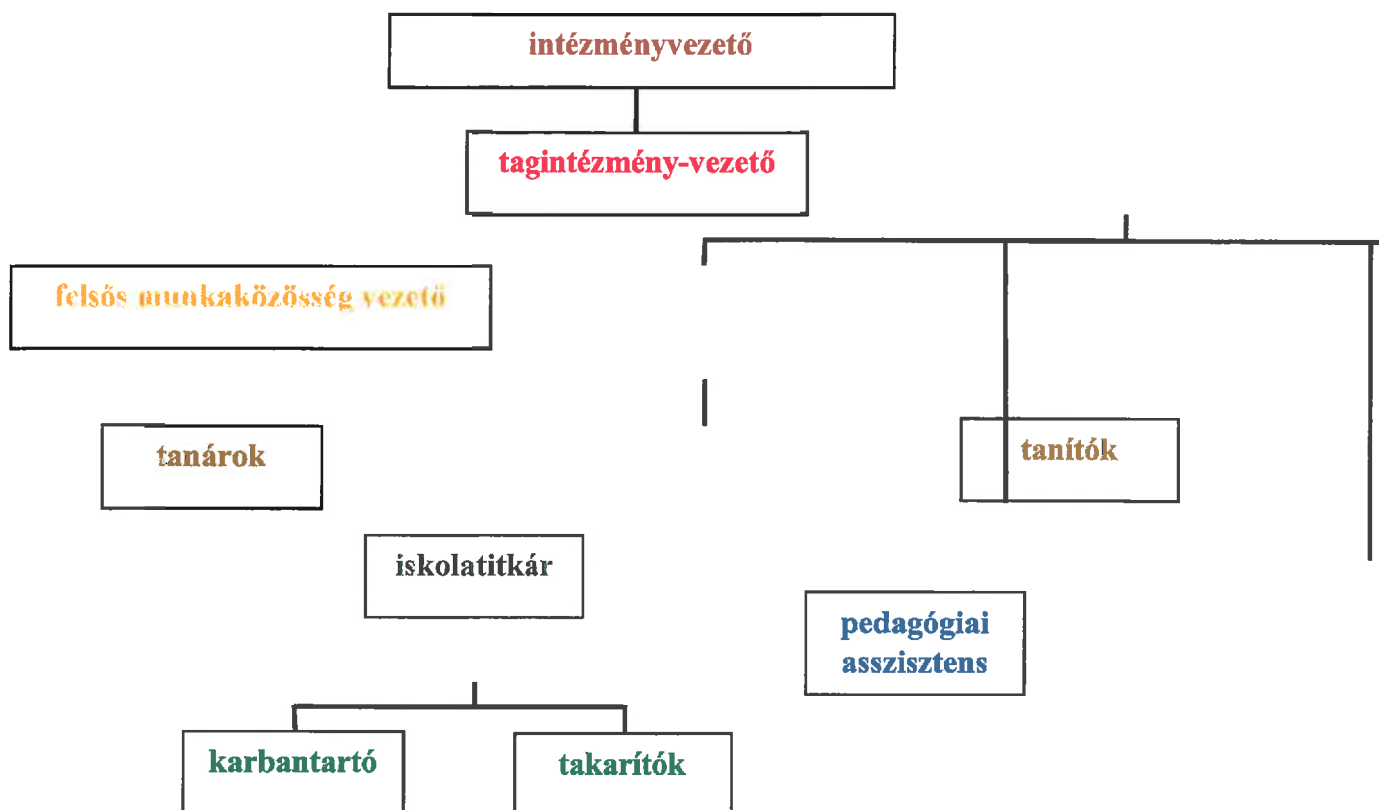 intézményvezető
tagintézmény-vezető
felsős munkaközösség vezető
tanárok
tanítók
iskolatitkár
pedagógiai
asszisztens
karbantartó
takarítók